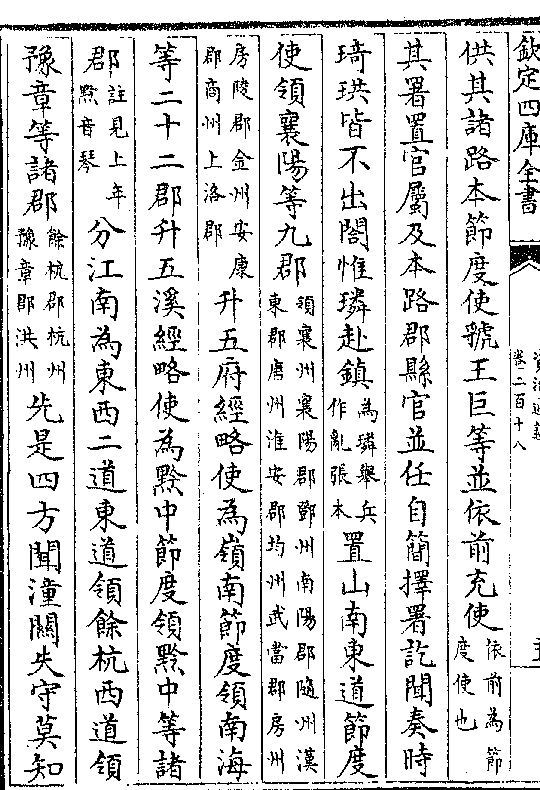 欽定四庫全書
卷二百十八
供其諸路本節度使虢王巨等並依前充使依前為節度使也
其署置官屬及本路郡縣官並任自簡擇署訖聞奏時
琦珙皆不出閤惟璘赴鎮為璘舉兵作亂張本置山南東道節度
使領襄陽等九郡領襄州襄陽郡鄧州南陽郡隨州漢東郡唐州淮安郡均州武當郡房州
房陵郡金州安康郡商州上洛郡升五府經略使為嶺南節度領南海
等二十二郡升五溪經略使為黔中節度領黔中等諸
郡註見上年黔音琴分江南為東西二道東道領餘杭西道領
豫章等諸郡餘杭郡杭州豫章郡洪州先是四方聞潼關失守莫知